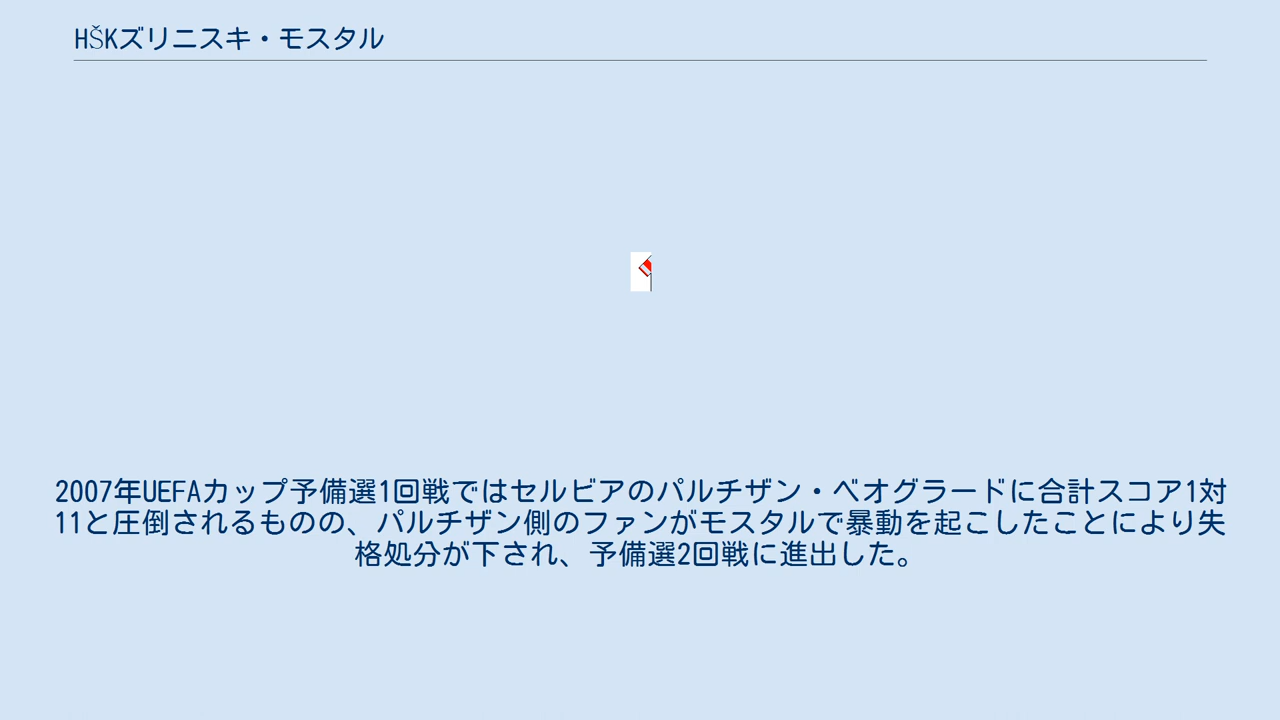 HŠKズリニスキ・モスタル
2007年UEFAカップ予備選1回戦ではセルビアのパルチザン・ベオグラードに合計スコア1対
11と圧倒されるものの、パルチザン側のファンがモスタルで暴動を起こしたことにより失
格処分が下され、予備選2回戦に進出した。